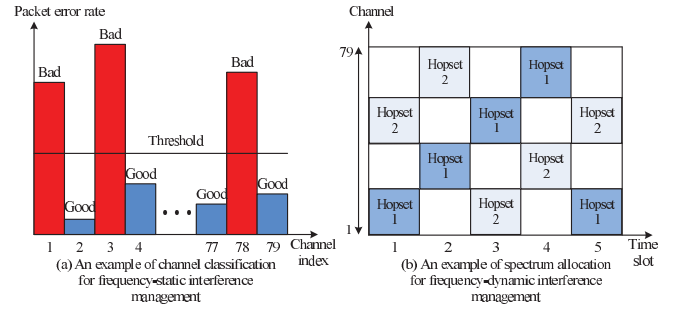 Packet error rate
Bad
Bad
Bad
Threshold
Good
Good
Good
Good
1 2 3 4 77 78 79 Channel index
(a) An example of channel classification
for frequency-static interference
management
Channel
79
Hopset 2
Hopset 1
Hopset 2
Hopset 1
Hopset 2
Hopset 1
Hopset 2
Hopset 1
Hopset 2
Hopset 1
1
1 2 3 4 5 Time slot
(b) An example of spectrum allocation
for frequency-dynamic interference
management